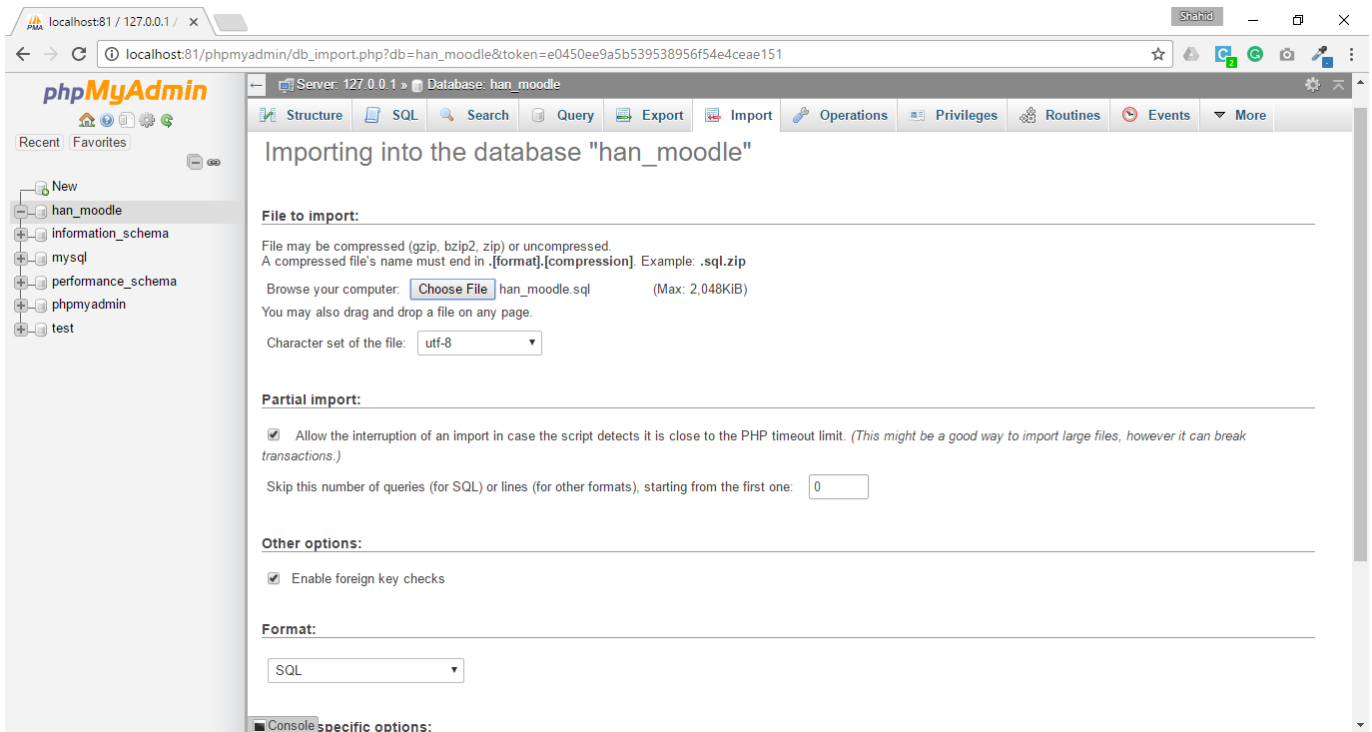 localhost:81 / 127.0.0.1 /
Shahid
localhost:81/phpmyadmin/db_import.php?db=han_moodle&token=e0450ee9a5b539538956f54e4ceae151
phpMyAdmin
Recent Favorites
New
han_moodle
information_schema
mysql
performance_schema
phpmyadmin
test
Server: 127.0.0.1 » Database: han_moodle
Structure SQL Search Query Export Import Operations Privileges Routines Events More
Importing into the database "han_moodle"
File to import:
File may be compressed (gzip, bzip2, zip) or uncompressed.
A compressed file's name must end in .[format].[compression]. Example: .sql.zip
Browse your computer: Choose File han_moodle.sql (Max: 2,048KiB)
You may also drag and drop a file on any page.
Character set of the file: utf-8
Partial import:
Allow the interruption of an import in case the script detects it is close to the PHP timeout limit. (This might be a good way to import large files, however it can break
transactions.)
Skip this number of queries (for SQL) or lines (for other formats), starting from the first one: 0
Other options:
Enable foreign key checks
Format:
SQL
Console specific options: